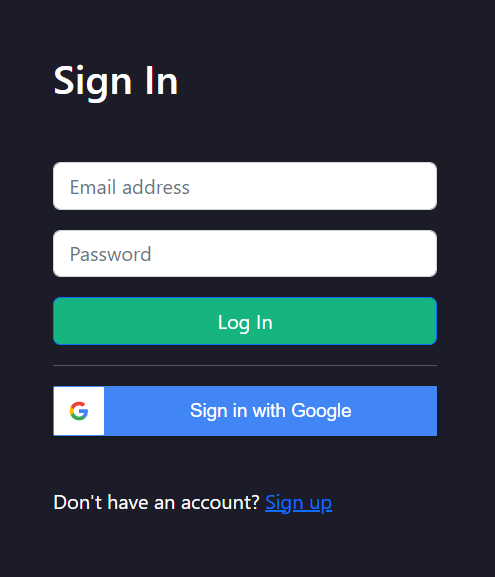 Sign In
Email address
Password
Log In
Sign in with Google
Don't have an account? Sign up